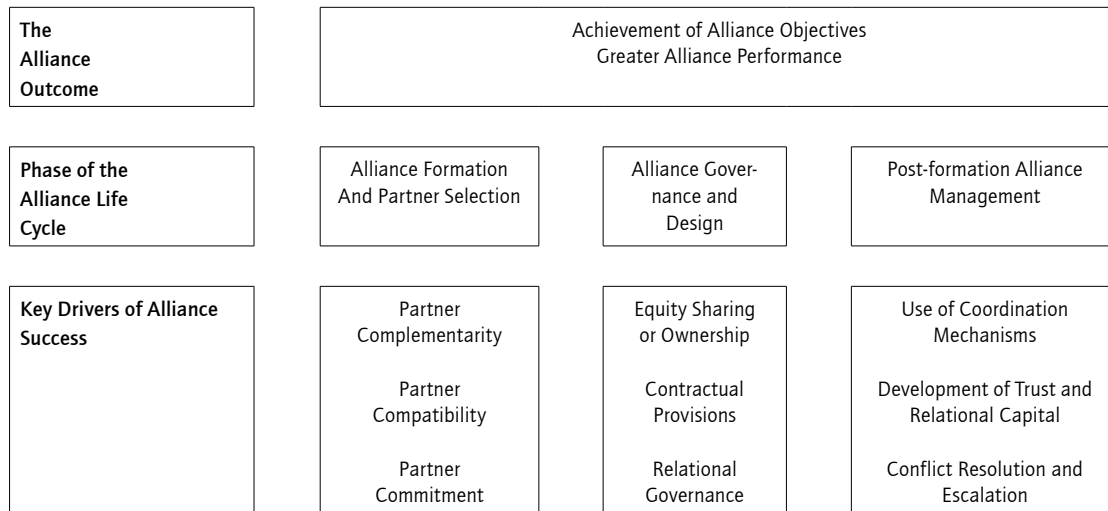 The
Alliance
Outcome
Achievement of Alliance Objectives
Greater Alliance Performance
Phase of the
Alliance Life
Cycle
Alliance Formation
And Partner Selection
Alliance Gover-
nance and
Design
Post-formation Alliance
Management
Key Drivers of Alliance
Success
Partner
Complementarity
Partner
Compatibility
Partner
Commitment
Equity Sharing
or Ownership
Contractual
Provisions
Relational
Governance
Use of Coordination
Mechanisms
Development of Trust and
Relational Capital
Conflict Resolution and
Escalation